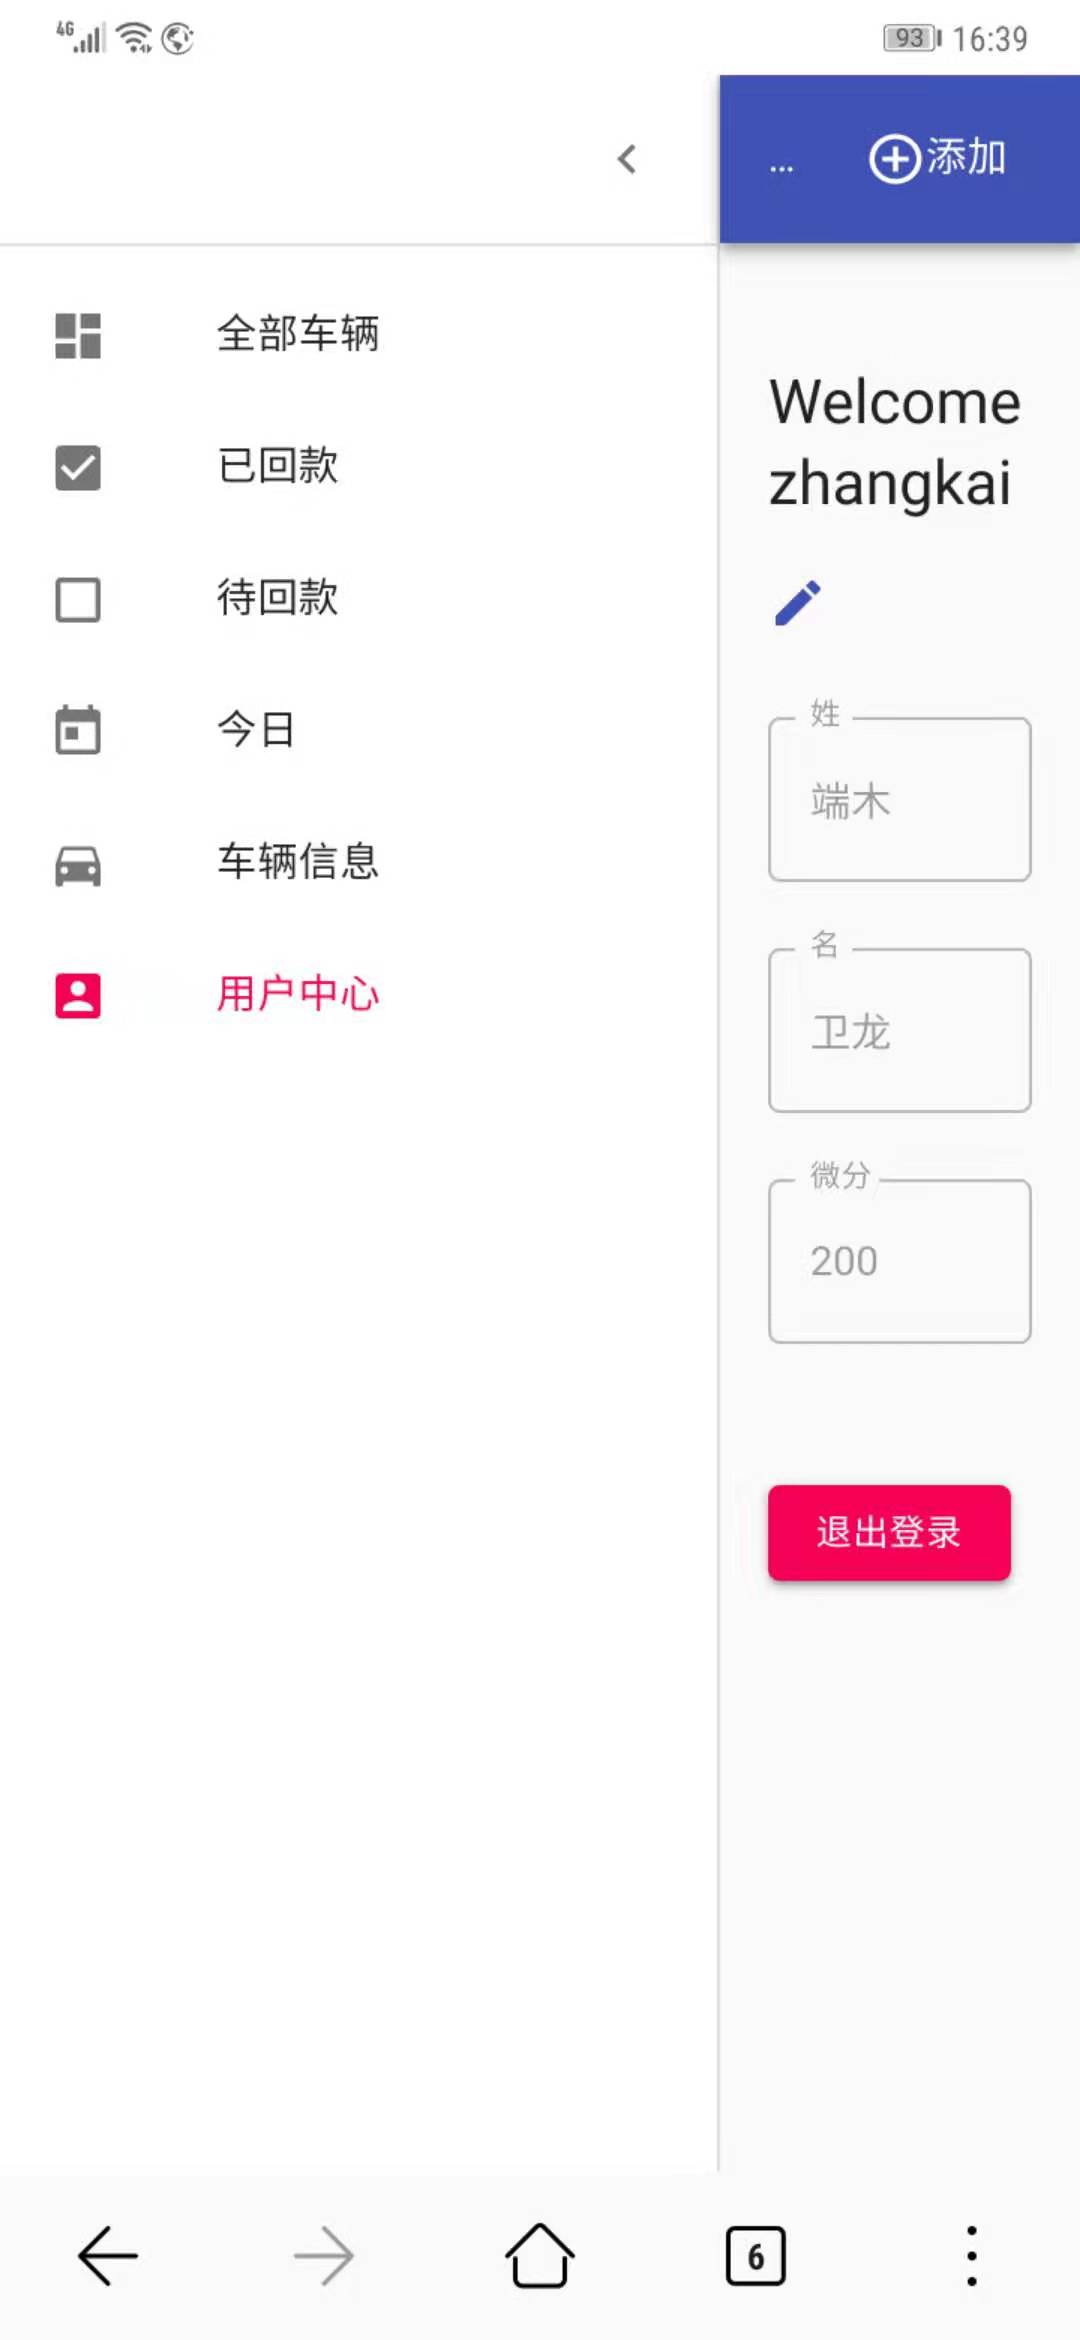 4G
93 16:39
... 添加
全部车辆
已回款
待回款
今日
车辆信息
用户中心
Welcome
zhangkai
姓
端木
名
卫龙
微分
200
退出登录
6